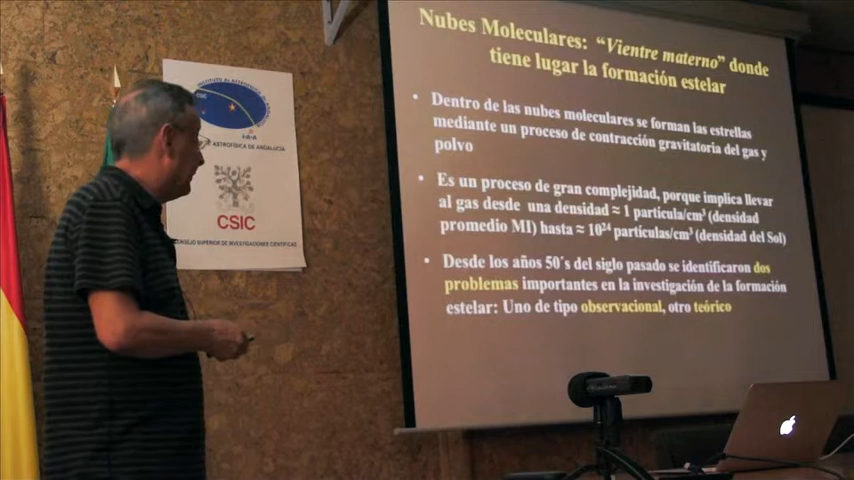 INSTITUTO de ASTROFÍSICA
I·A·A
ASTROFÍSICA DE ANDALUCÍA
CSIC
CONSEJO SUPERIOR DE INVESTIGACIONES CIENTÍFICAS
Nubes Moleculares: “Vientre materno” donde
tiene lugar la formación estelar
• Dentro de las nubes moleculares se forman las estrellas
mediante un proceso de contracción gravitatoria del gas y
polvo
• Es un proceso de gran complejidad, porque implica llevar
al gas desde una densidad ≈ 1 partícula/cm³ (densidad
promedio MI) hasta ≈ 10²⁴ partículas/cm³ (densidad del Sol)
• Desde los años 50´s del siglo pasado se identificaron dos
problemas importantes en la investigación de la formación
estelar: Uno de tipo observacional, otro teórico